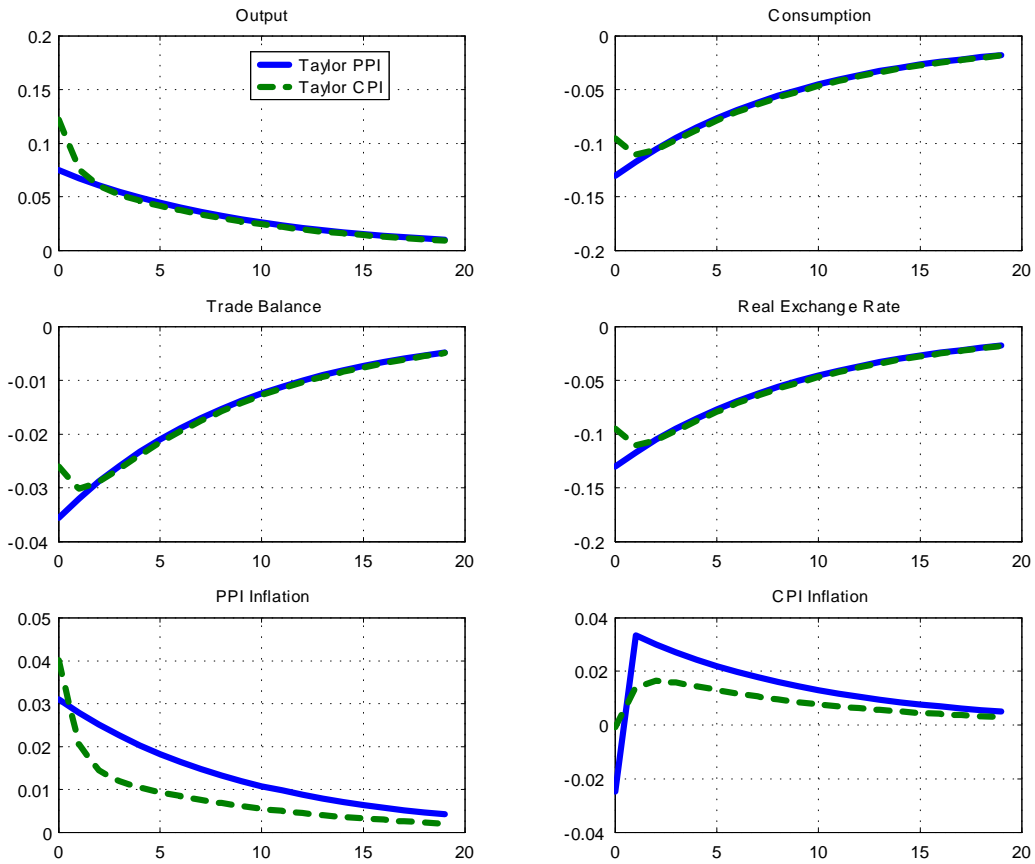 Output
0.2
0.15
0.1
0.05
0
0 5 10 15 20
Taylor PPI
Taylor CPI
Consumption
0
-0.05
-0.1
-0.15
-0.2
0 5 10 15 20
Trade Balance
0
-0.01
-0.02
-0.03
-0.04
0 5 10 15 20
Real Exchange Rate
0
-0.05
-0.1
-0.15
-0.2
0 5 10 15 20
PPI Inflation
0.05
0.04
0.03
0.02
0.01
0
0 5 10 15 20
CPI Inflation
0.04
0.02
0
-0.02
-0.04
0 5 10 15 20